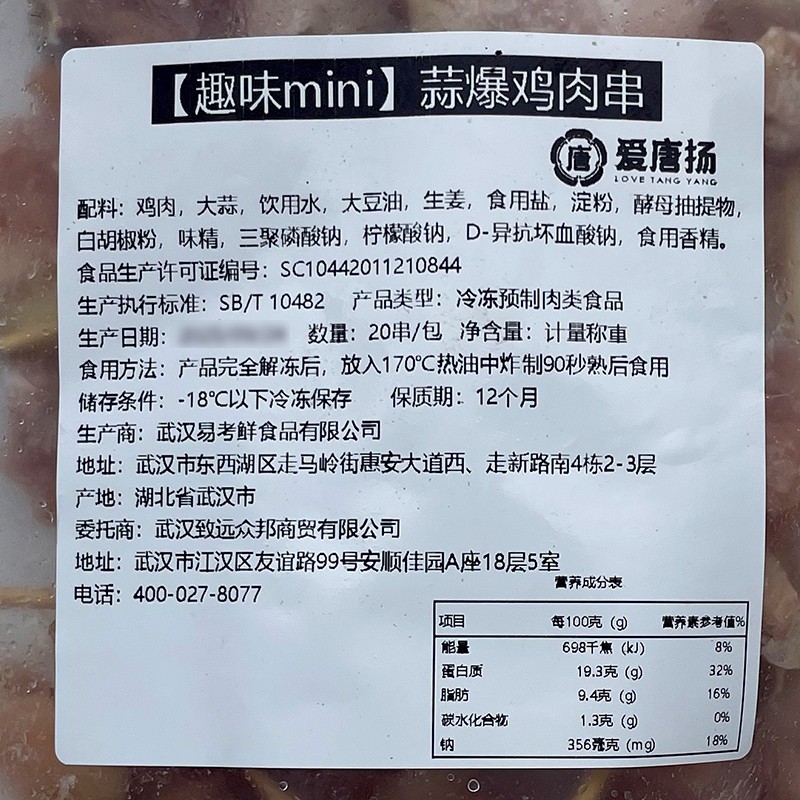 【趣味mini】蒜爆鸡肉串
唐 爱唐扬
LOVE TANG YANG
配料：鸡肉，大蒜，饮用水，大豆油，生姜，食用盐，淀粉，酵母抽提物，
白胡椒粉，味精，三聚磷酸钠，柠檬酸钠，D-异抗坏血酸钠，食用香精。
食品生产许可证编号：SC10442011210844
生产执行标准：SB/T 10482 产品类型：冷冻预制肉类食品
生产日期： 数量：20串/包 净含量：计量称重
食用方法：产品完全解冻后，放入170℃热油中炸制90秒熟后食用
储存条件：-18℃以下冷冻保存 保质期：12个月
生产商：武汉易考鲜食品有限公司
地址：武汉市东西湖区走马岭街惠安大道西、走新路南4栋2-3层
产地：湖北省武汉市
委托商：武汉致远众邦商贸有限公司
地址：武汉市江汉区友谊路99号安顺佳园A座18层5室
电话：400-027-8077
营养成分表
项目 每100克（g） 营养素参考值%
能量 698千焦（kJ） 8%
蛋白质 19.3克（g） 32%
脂肪 9.4克（g） 16%
碳水化合物 1.3克（g） 0%
钠 356毫克（mg） 18%